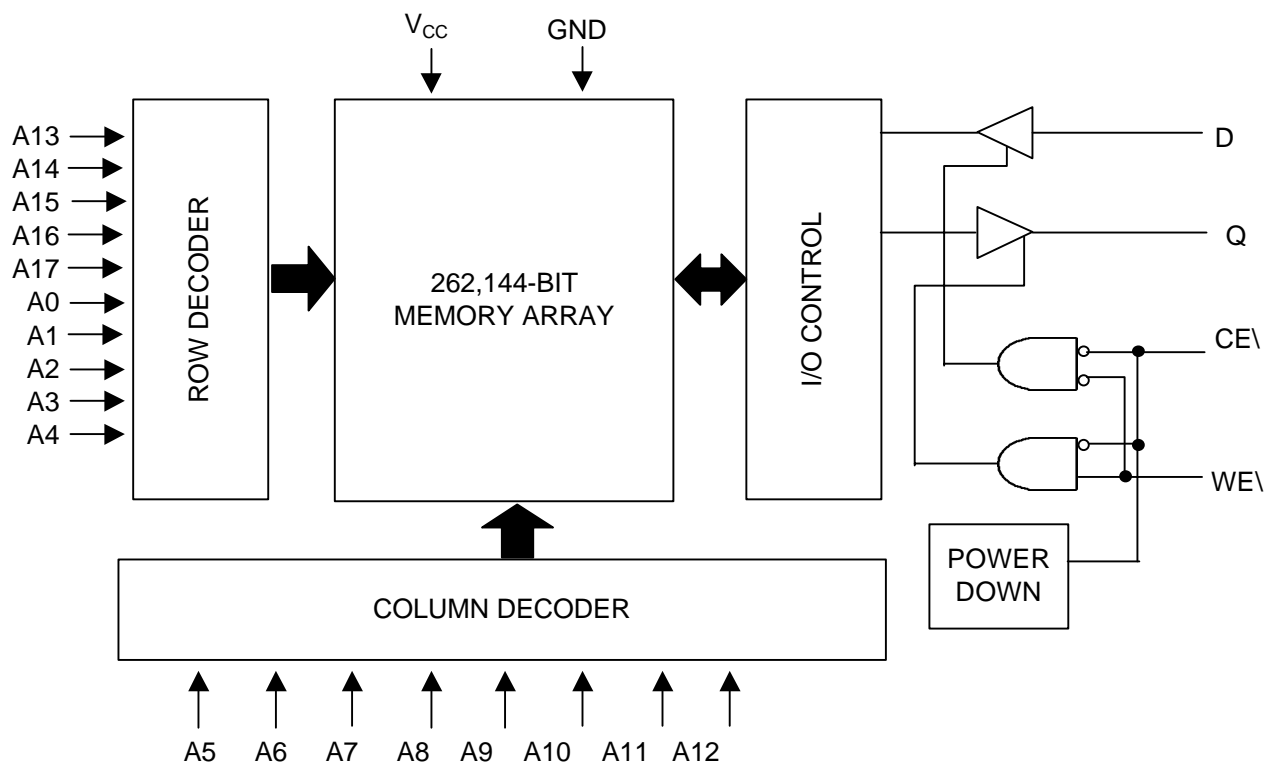 V_CC
GND
A13
A14
A15
A16
A17
A0
A1
A2
A3
A4
ROW DECODER
262,144-BIT
MEMORY ARRAY
I/O CONTROL
D
Q
CE\
WE\
POWER
DOWN
COLUMN DECODER
A5 A6 A7 A8 A9 A10 A11 A12